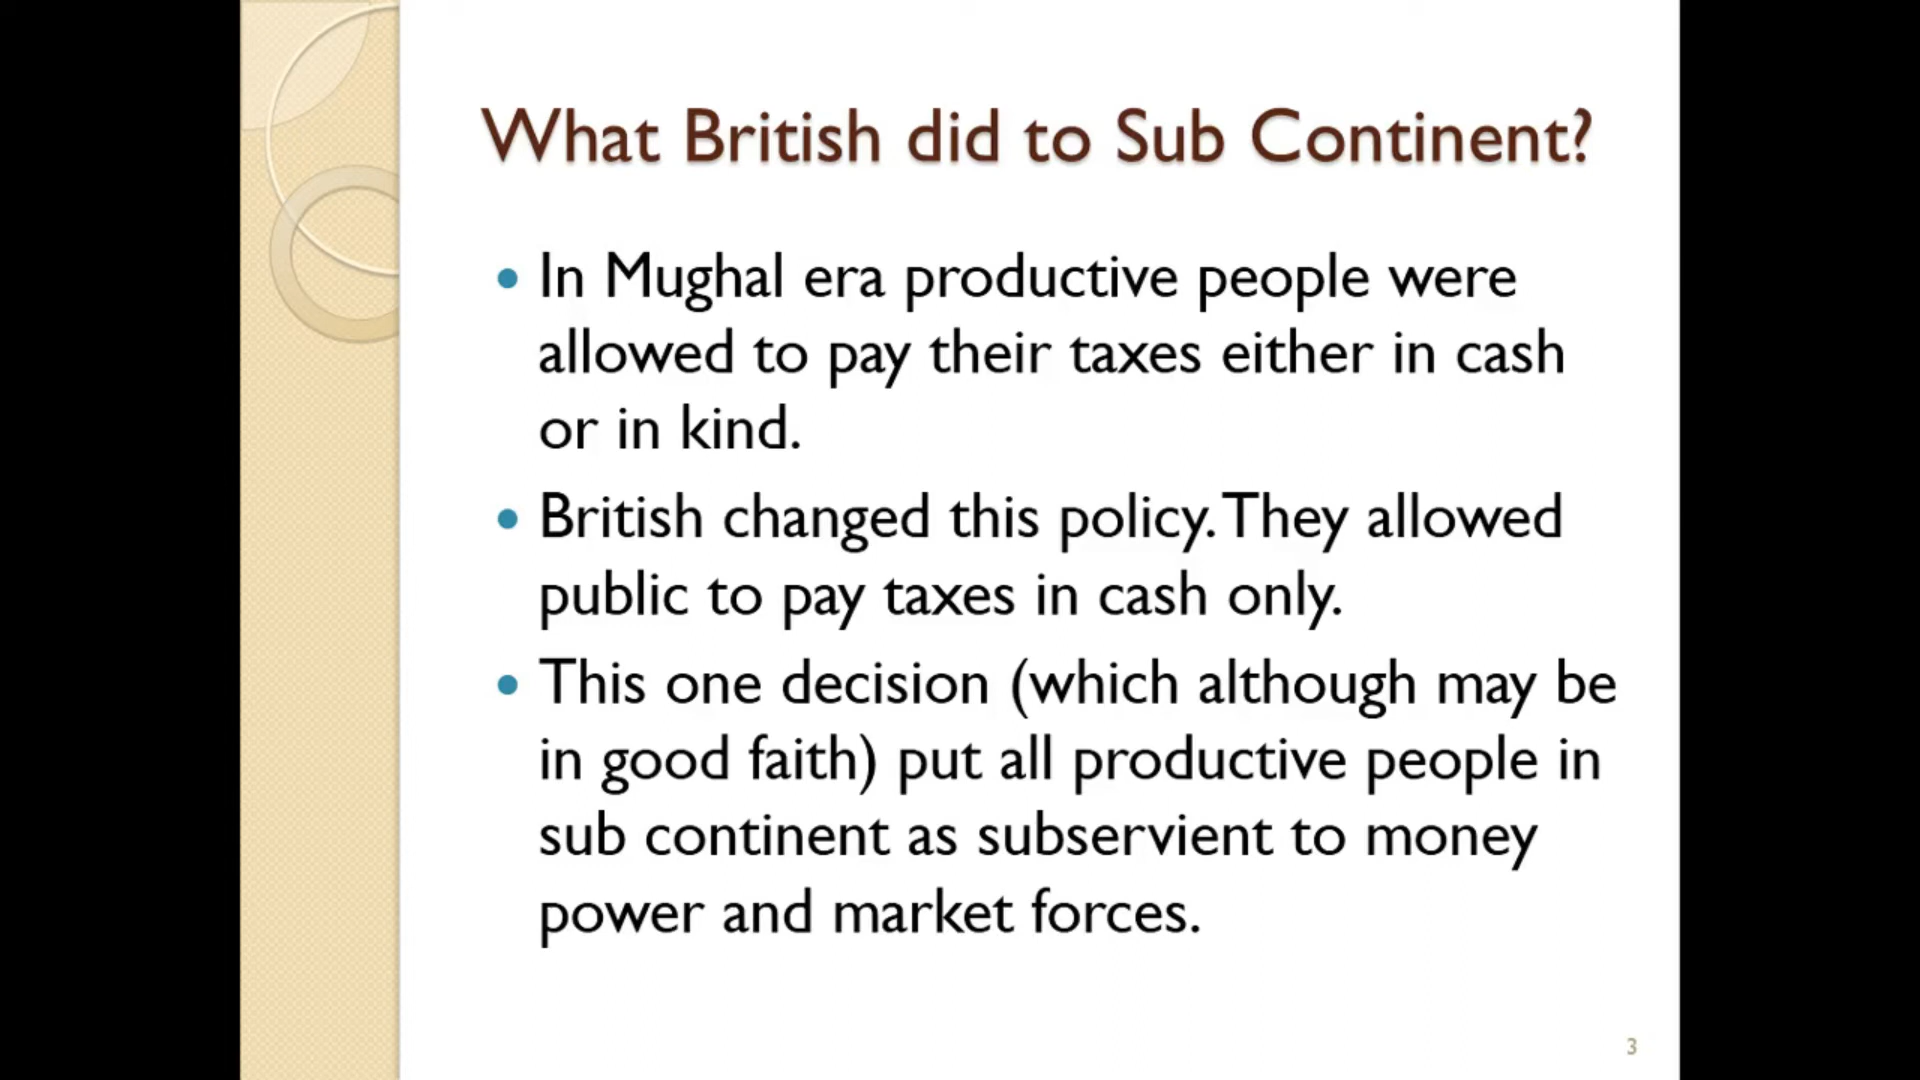 What British did to Sub Continent?
• In Mughal era productive people were
allowed to pay their taxes either in cash
or in kind.
• British changed this policy. They allowed
public to pay taxes in cash only.
• This one decision (which although may be
in good faith) put all productive people in
sub continent as subservient to money
power and market forces.
3